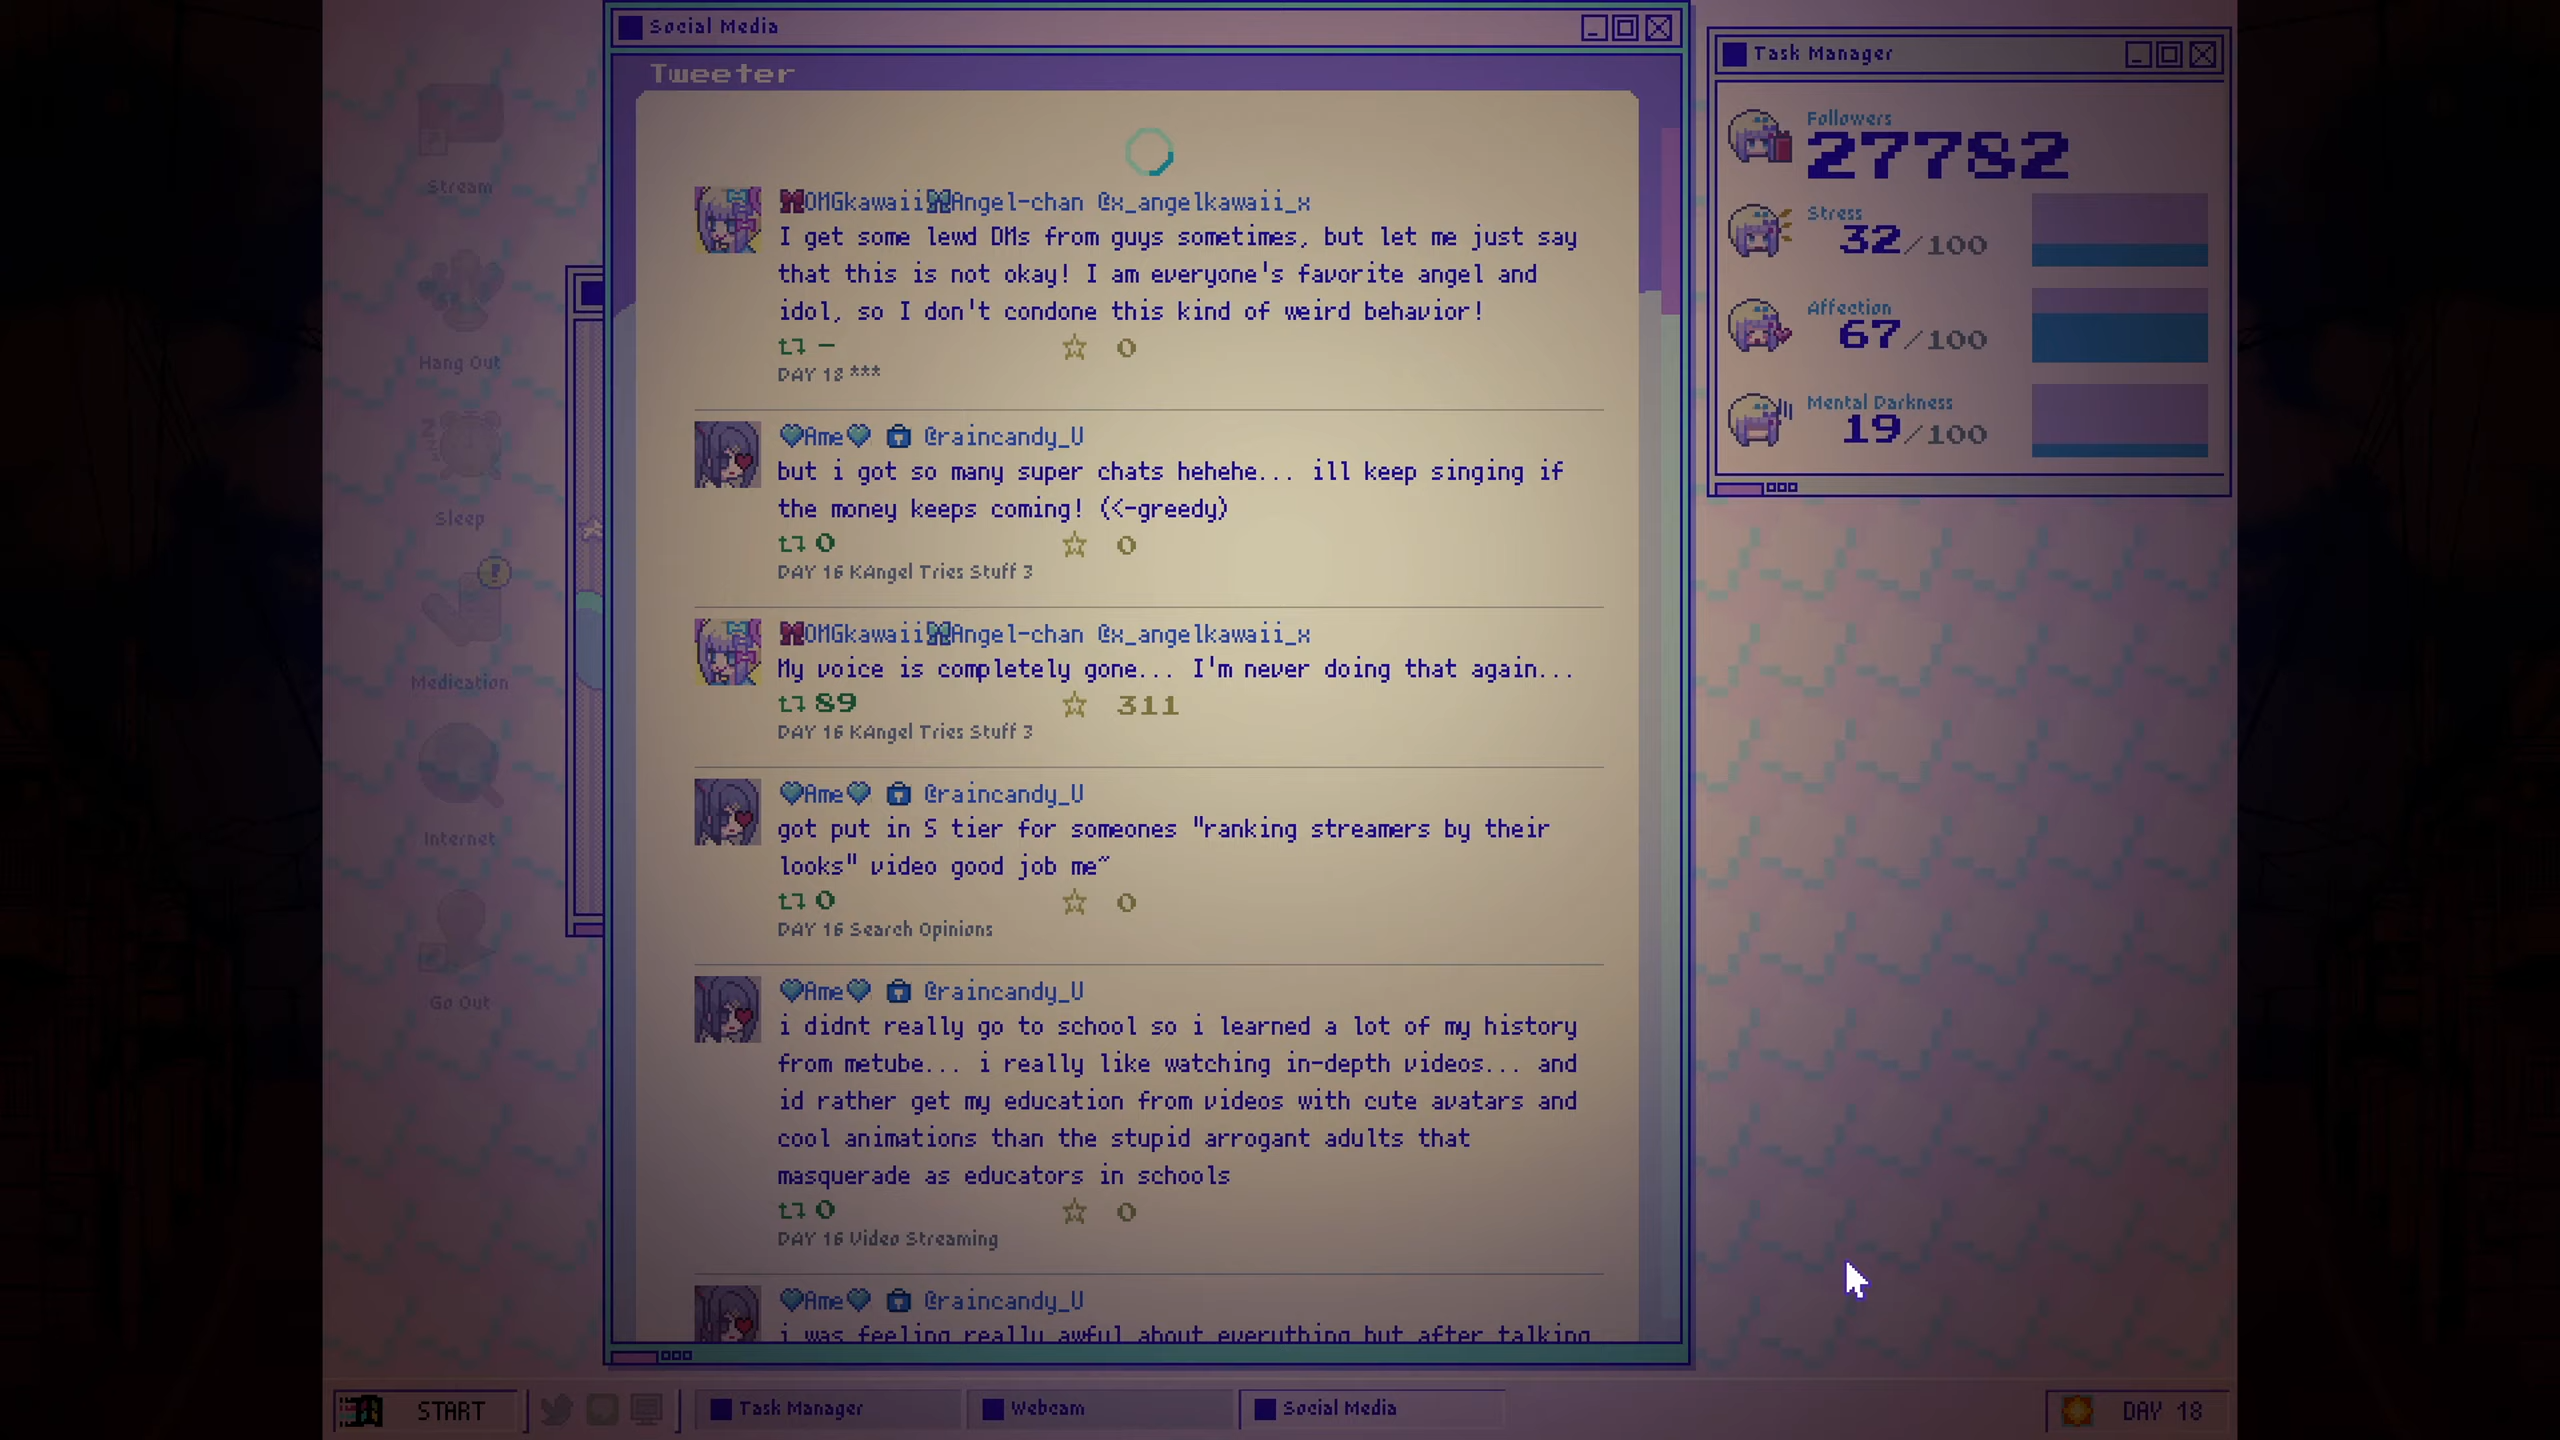 Social Media
Tweeter
OMGkawaiiAngel-chan @x_angelkawaii_x
I get some lewd DMs from guys sometimes, but let me just say
that this is not okay! I am everyone's favorite angel and
idol, so I don't condone this kind of weird behavior!
– 0
DAY 18 ***
Ame @raincandy_U
but i got so many super chats hehehe... ill keep singing if
the money keeps coming! (<-greedy)
0 0
DAY 16 KAngel Tries Stuff 3
OMGkawaiiAngel-chan @x_angelkawaii_x
My voice is completely gone... I'm never doing that again...
89 311
DAY 16 KAngel Tries Stuff 3
Ame @raincandy_U
got put in S tier for someones "ranking streamers by their
looks" video good job me~
0 0
DAY 16 Search Opinions
Ame @raincandy_U
i didnt really go to school so i learned a lot of my history
from metube... i really like watching in-depth videos... and
id rather get my education from videos with cute avatars and
cool animations than the stupid arrogant adults that
masquerade as educators in schools
0 0
DAY 16 Video Streaming
Ame @raincandy_U
i was feeling really awful about everything but after talking
Task Manager
Followers
27782
Stress
32/100
Affection
67/100
Mental Darkness
19/100
Stream
Hang Out
Sleep
Medication
Internet
Go Out
START
Task Manager
Webcam
Social Media
DAY 18